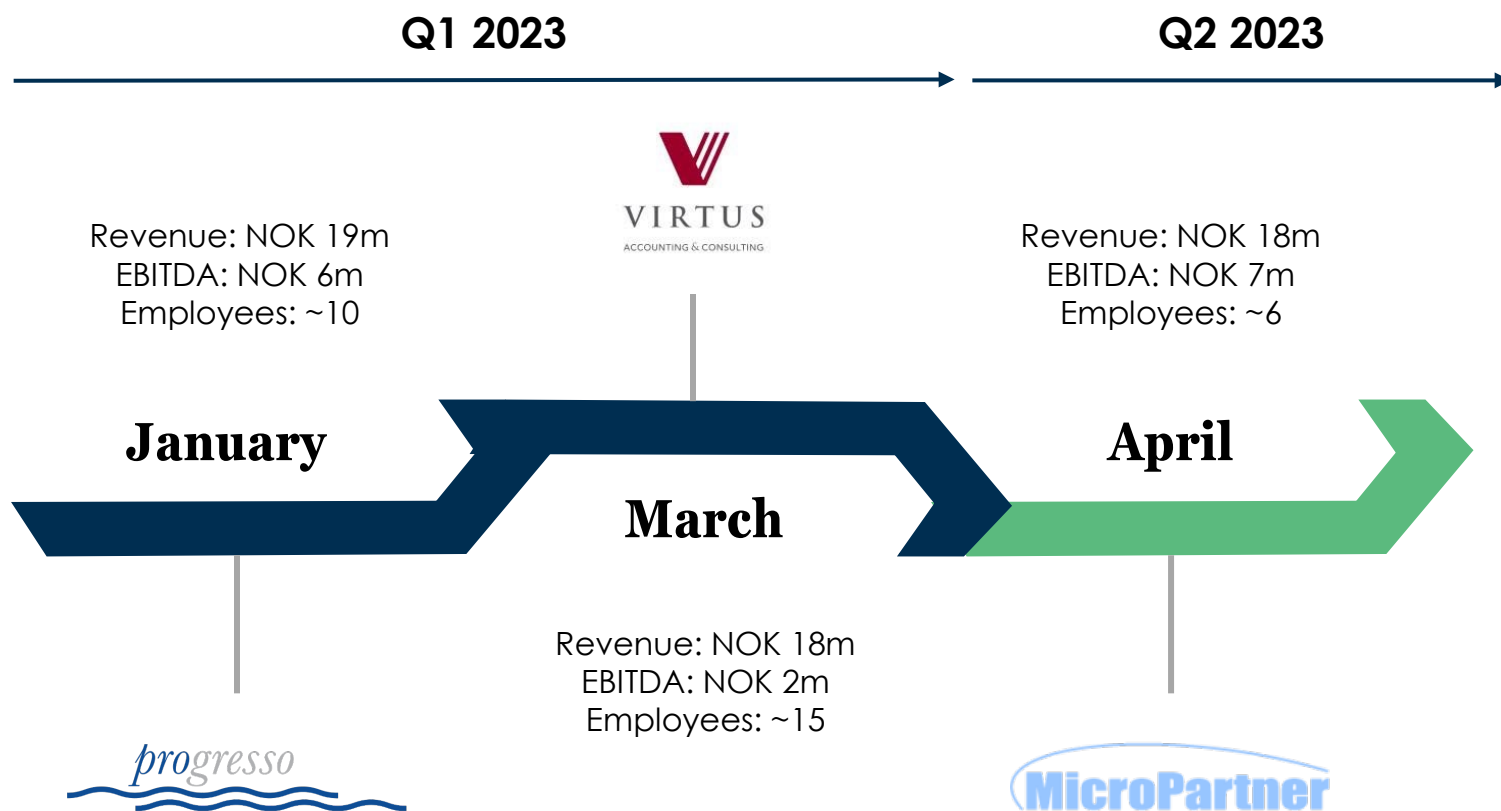 Q1 2023
Q2 2023
VIRTUS
ACCOUNTING & CONSULTING
Revenue: NOK 19m
EBITDA: NOK 6m
Employees: ~10
Revenue: NOK 18m
EBITDA: NOK 7m
Employees: ~6
January
March
April
Revenue: NOK 18m
EBITDA: NOK 2m
Employees: ~15
progresso
MicroPartner